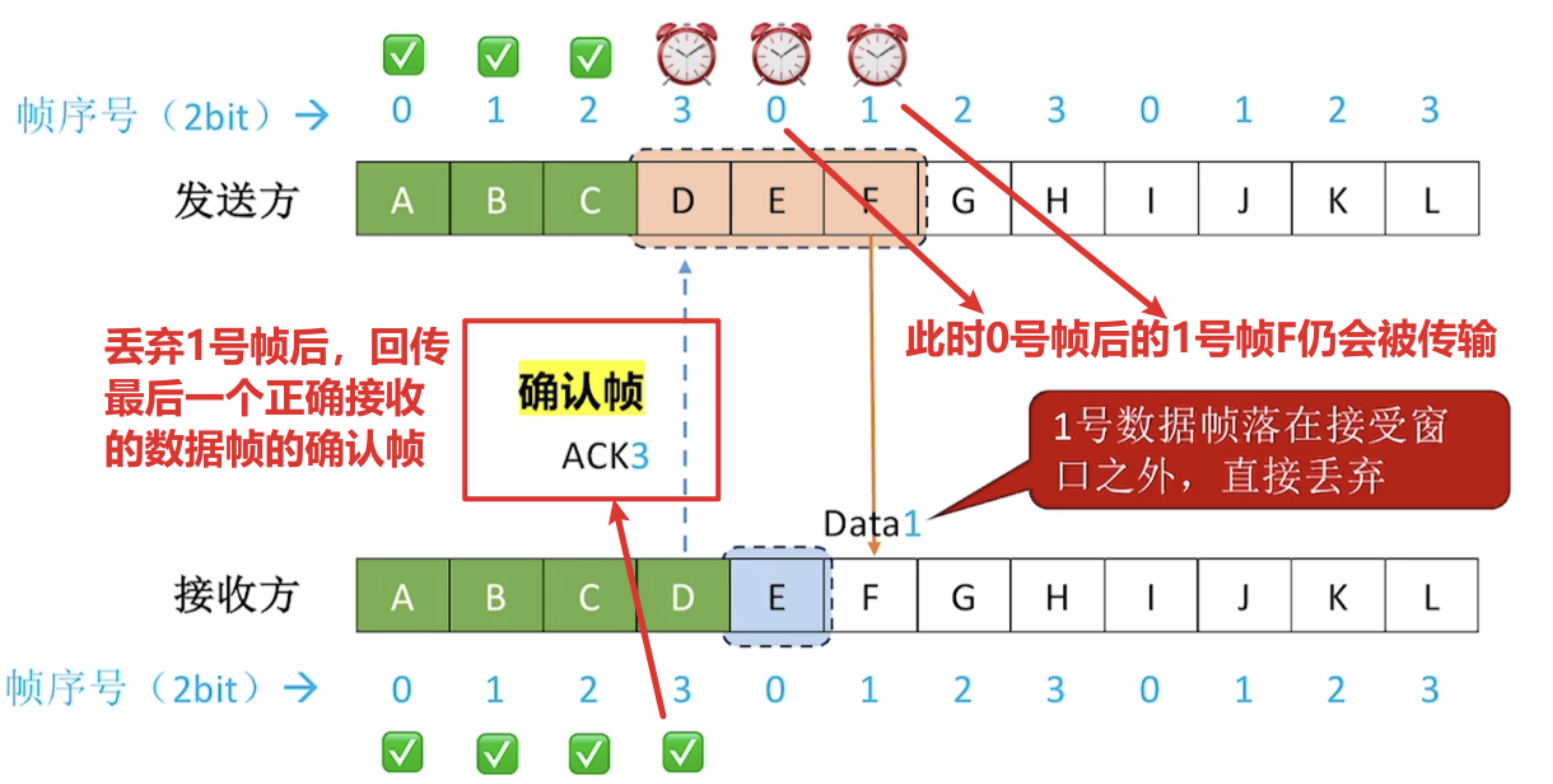 帧序号（2bit）→ 0 1 2 3 0 1 2 3 0 1 2 3
发送方 A B C D E F G H I J K L
丢弃1号帧后，回传
最后一个正确接收
的数据帧的确认帧
确认帧
ACK3
此时0号帧后的1号帧F仍会被传输
1号数据帧落在接受窗
口之外，直接丢弃
Data1
接收方 A B C D E F G H I J K L
帧序号（2bit）→ 0 1 2 3 0 1 2 3 0 1 2 3